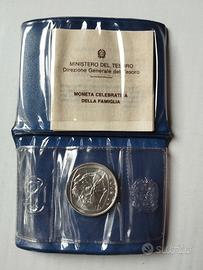 MINISTERO DEL TESORO
Direzione Generale del Tesoro
MONETA CELEBRATIVA
DELLA FAMIGLIA
Subito